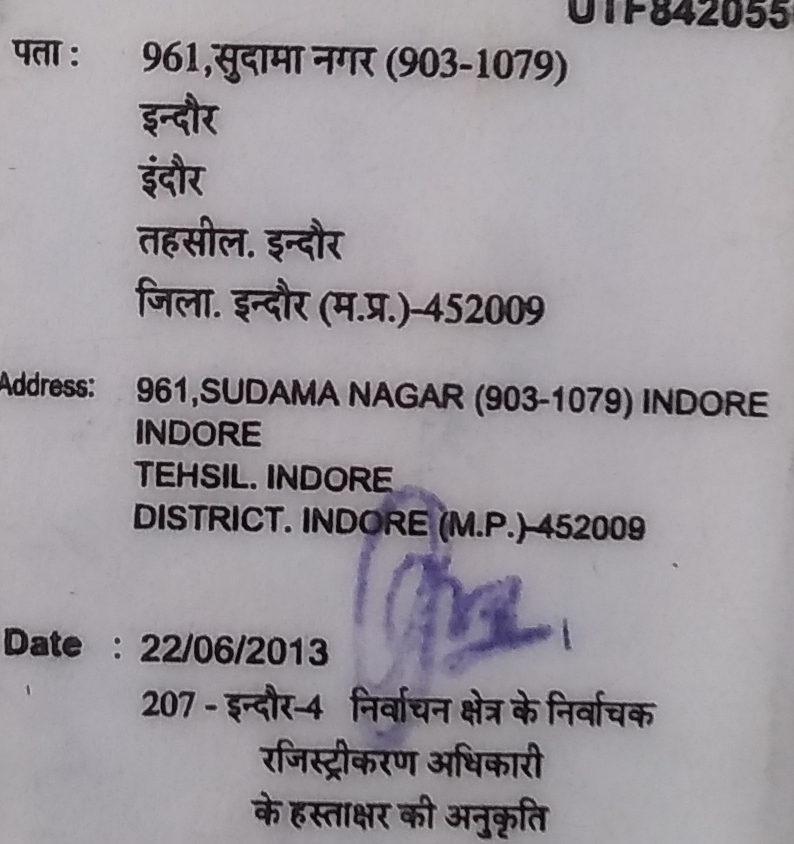 UTF842055
पता : 961,सुदामा नगर (903-1079)
इन्दौर
इंदौर
तहसील. इन्दौर
जिला. इन्दौर (म.प्र.)-452009
Address: 961,SUDAMA NAGAR (903-1079) INDORE
INDORE
TEHSIL. INDORE
DISTRICT. INDORE (M.P.)-452009
Date : 22/06/2013
207 - इन्दौर-4 निर्वाचन क्षेत्र के निर्वाचक
रजिस्ट्रीकरण अधिकारी
के हस्ताक्षर की अनुकृति